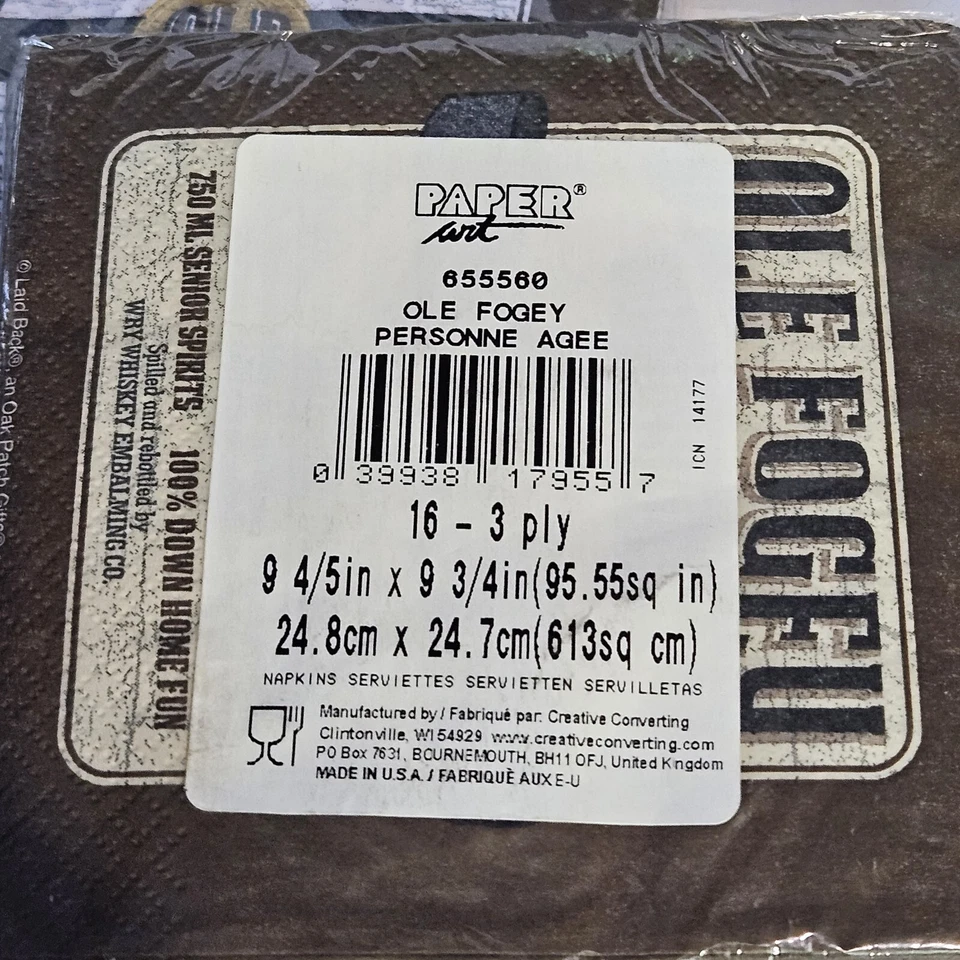 PAPER®
art
655560
OLE FOGEY
PERSONNE AGEE
ICN 14177
0 39938 17955 7
16 - 3 ply
9 4/5in x 9 3/4in(95.55sq in)
24.8cm x 24.7cm(613sq cm)
NAPKINS SERVIETTES SERVIETTEN SERVILLETAS
Manufactured by / Fabriqué par: Creative Converting
Clintonville, WI 54929 www.creativeconverting.com
PO Box 7631, BOURNEMOUTH, BH11 OFJ, United Kingdom
MADE IN U.S.A. / FABRIQUÈ AUX E-U
OLE FOGEY
750 ML SENIOR SPIRITS 100% DOWN HOME FUN
Spilled and rebottled by
WRY WHISKEY EMBALMING CO.
© Laid Back®, an Oak Patch Gifts®